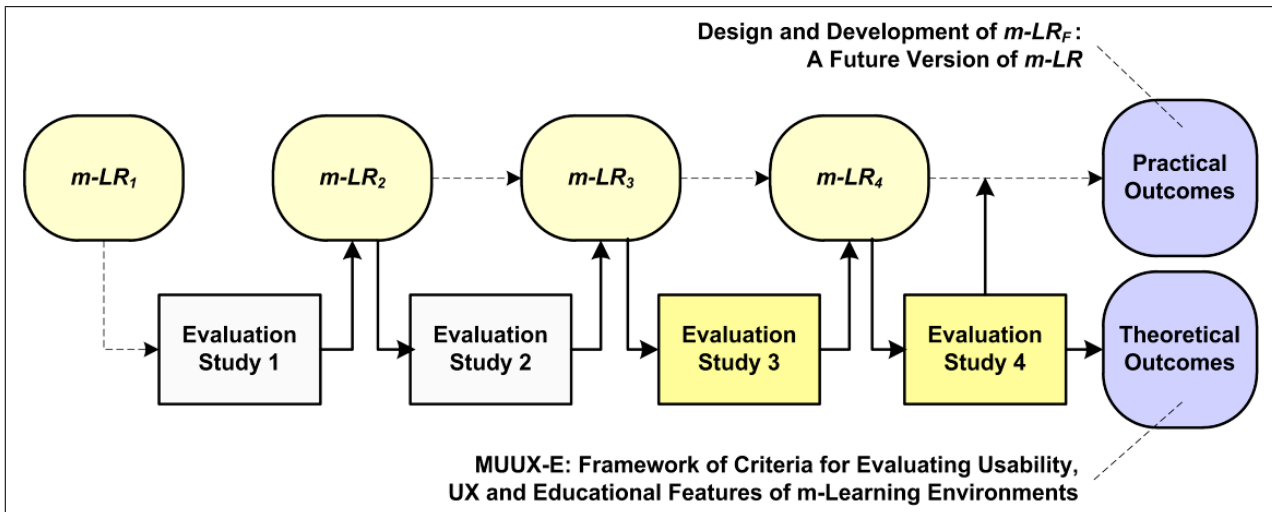 Design and Development of m-LR_F:
A Future Version of m-LR
m-LR₁
m-LR₂
m-LR₃
m-LR₄
Practical
Outcomes
Evaluation
Study 1
Evaluation
Study 2
Evaluation
Study 3
Evaluation
Study 4
Theoretical
Outcomes
MUUX-E: Framework of Criteria for Evaluating Usability,
UX and Educational Features of m-Learning Environments